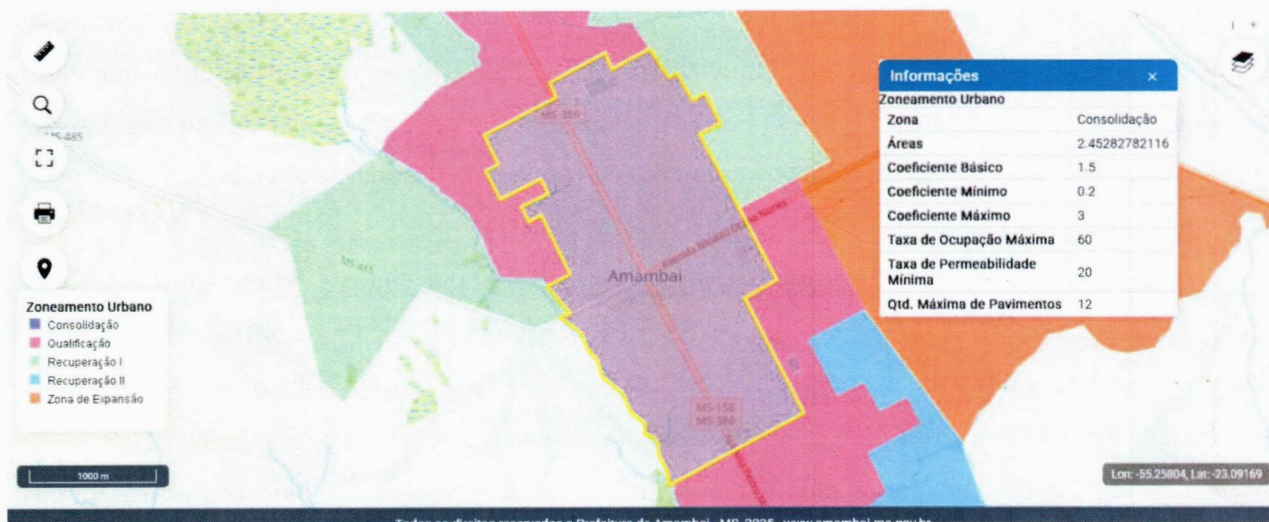 MS-485
MS-386
Informações ×
Zoneamento Urbano
Zona Consolidação
Áreas 2.45282782116
Coeficiente Básico 1.5
Coeficiente Mínimo 0.2
Coeficiente Máximo 3
Taxa de Ocupação Máxima 60
Taxa de Permeabilidade
Mínima 20
Qtd. Máxima de Pavimentos 12
Amambai
Zoneamento Urbano
Consolidação
Qualificação
Recuperação I
Recuperação II
Zona de Expansão
MS-156
MS-386
1000 m
Lon: -55.25804, Lat: -23.09169